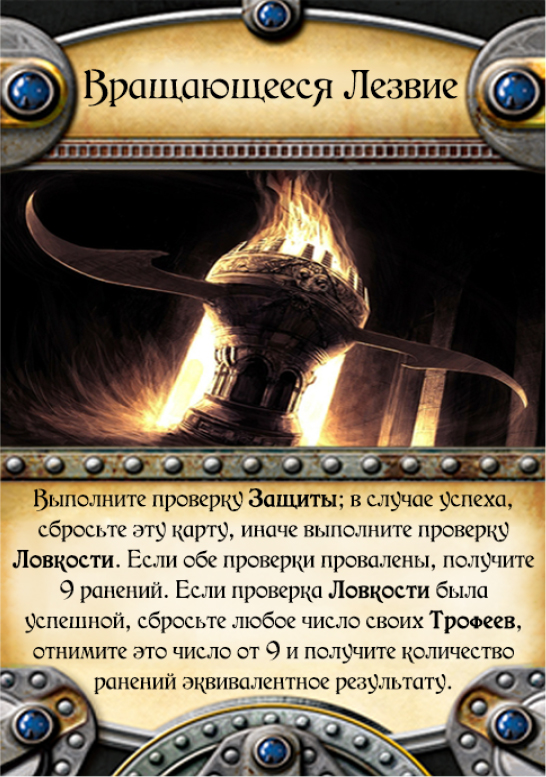 Вращающееся Лезвие
Выполните проверку Защиты; в случае успеха,
сбросьте эту карту, иначе выполните проверку
Ловкости. Если обе проверки провалены, получите
9 ранений. Если проверка Ловкости была
успешной, сбросьте любое число своих Трофеев,
отнимите это число от 9 и получите количество
ранений эквивалентное результату.